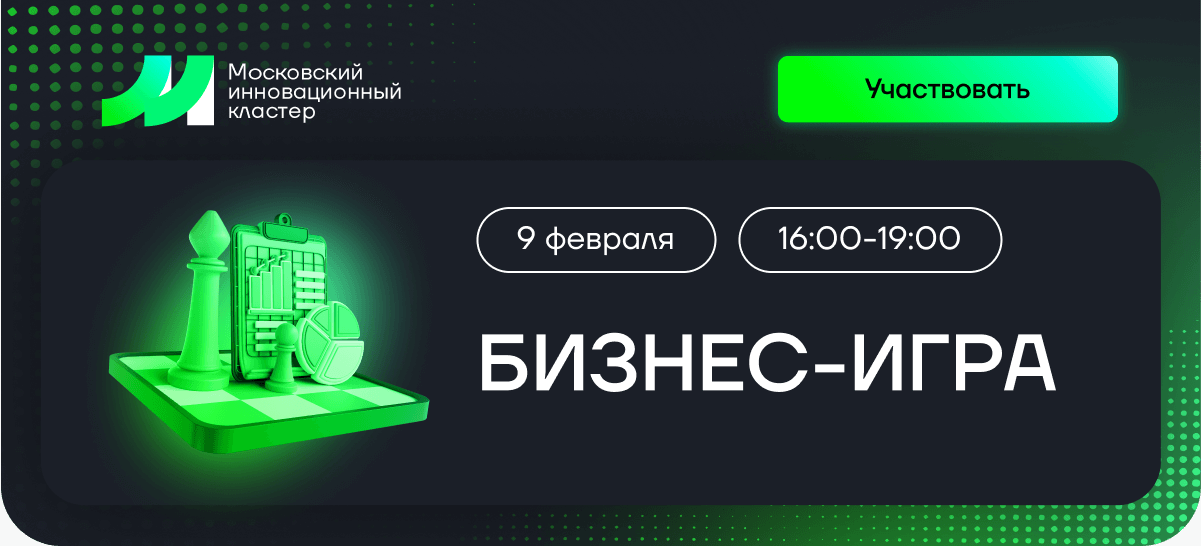 Московский
инновационный
кластер
Участвовать
9 февраля
16:00-19:00
БИЗНЕС-ИГРА